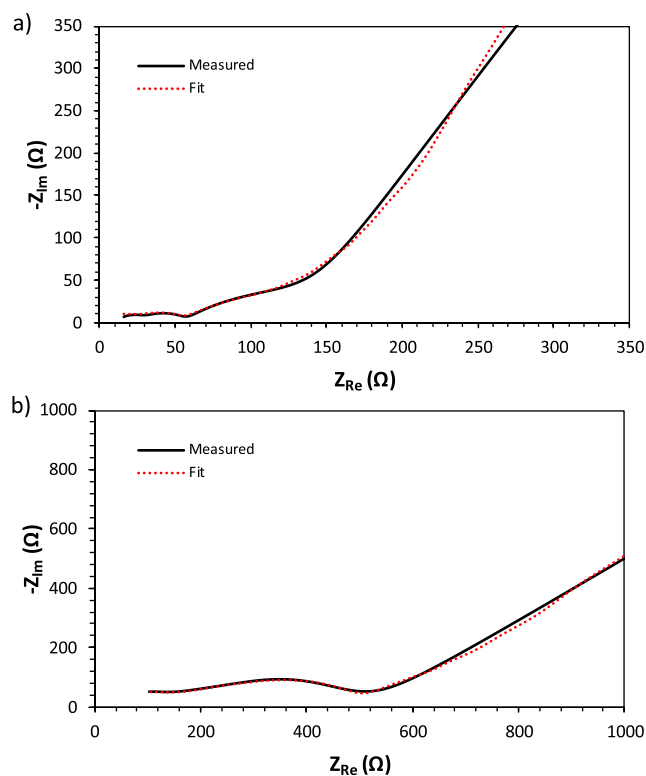 a)
350
300
250
200
150
100
50
0
-Z_Im (Ω)
Measured
Fit
0 50 100 150 200 250 300 350
Z_Re (Ω)
b)
1000
800
600
400
200
0
-Z_Im (Ω)
Measured
Fit
0 200 400 600 800 1000
Z_Re (Ω)